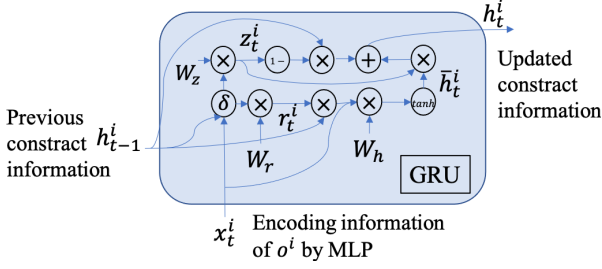 h_t^i
z_t^i
× 1- × + ×
W_z
Updated
constract
information
h̄_t^i
δ × r_t^i × × tanh
Previous
constract h_{t-1}^i
information
W_r
W_h
GRU
x_t^i
Encoding information
of o^i by MLP